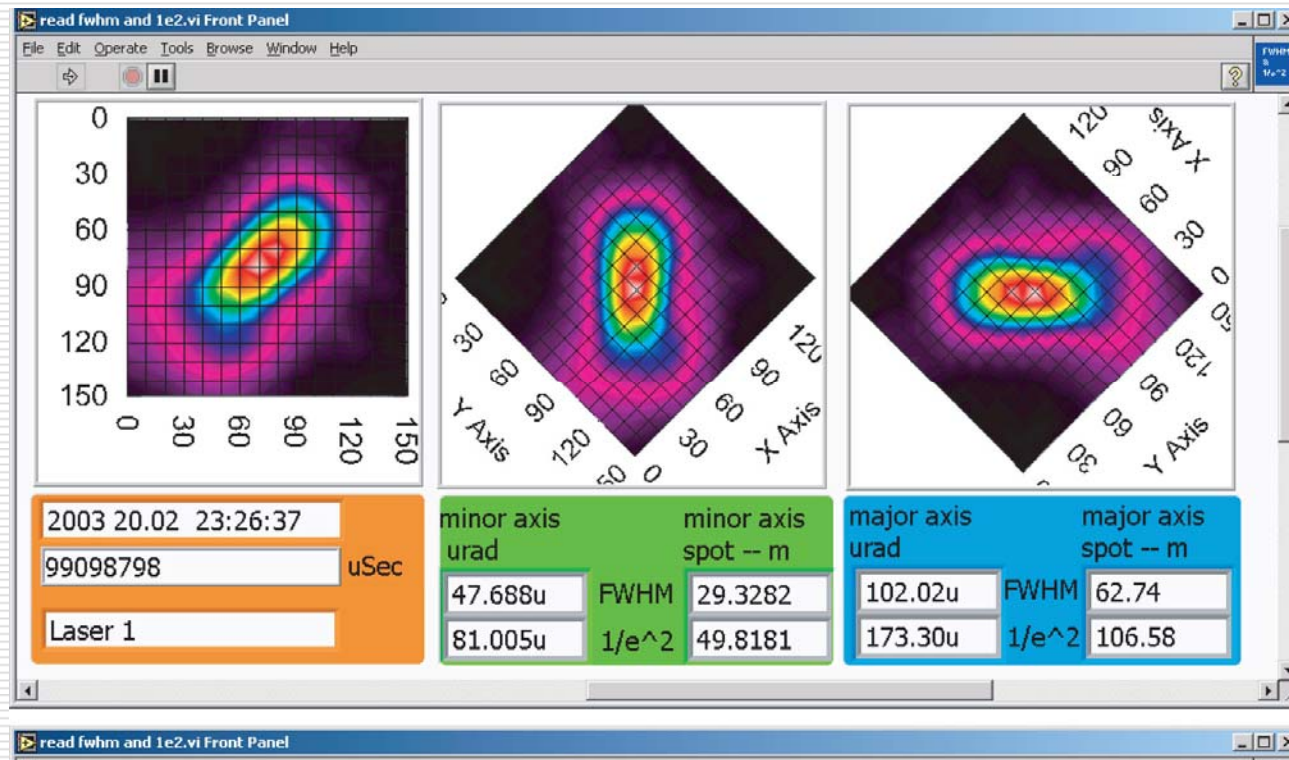 read fwhm and 1e2.vi Front Panel
File Edit Operate Tools Browse Window Help
FWHM
&
1/e^2
0
30
60
90
120
150
0 30 60 90 120 150
30 60 90 120
Y Axis
0 30 60 90 120
X Axis
120 90 60 30 0
X Axis
120 90 60 30
Y Axis
2003 20.02 23:26:37
99098798 uSec
Laser 1
minor axis urad
minor axis spot -- m
47.688u FWHM 29.3282
81.005u 1/e^2 49.8181
major axis urad
major axis spot -- m
102.02u FWHM 62.74
173.30u 1/e^2 106.58
read fwhm and 1e2.vi Front Panel